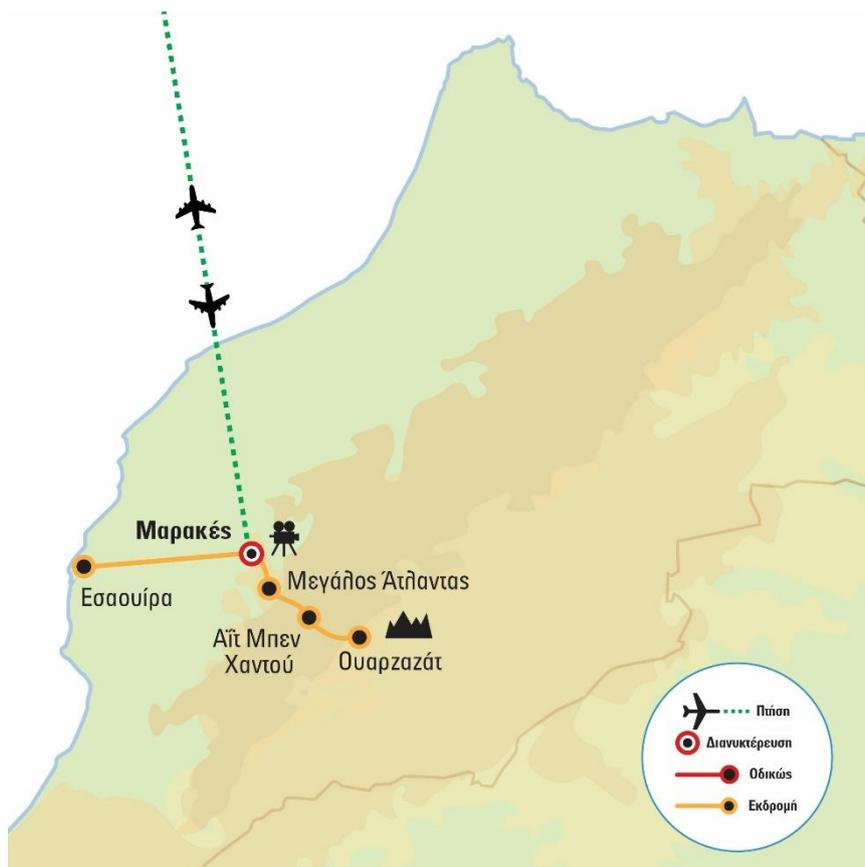 Μαρακές
Εσαουίρα
Μεγάλος Άτλαντας
Αΐτ Μπεν
Χαντού
Ουαρζαζάτ
Πτήση
Διανυκτέρευση
Οδικώς
Εκδρομή